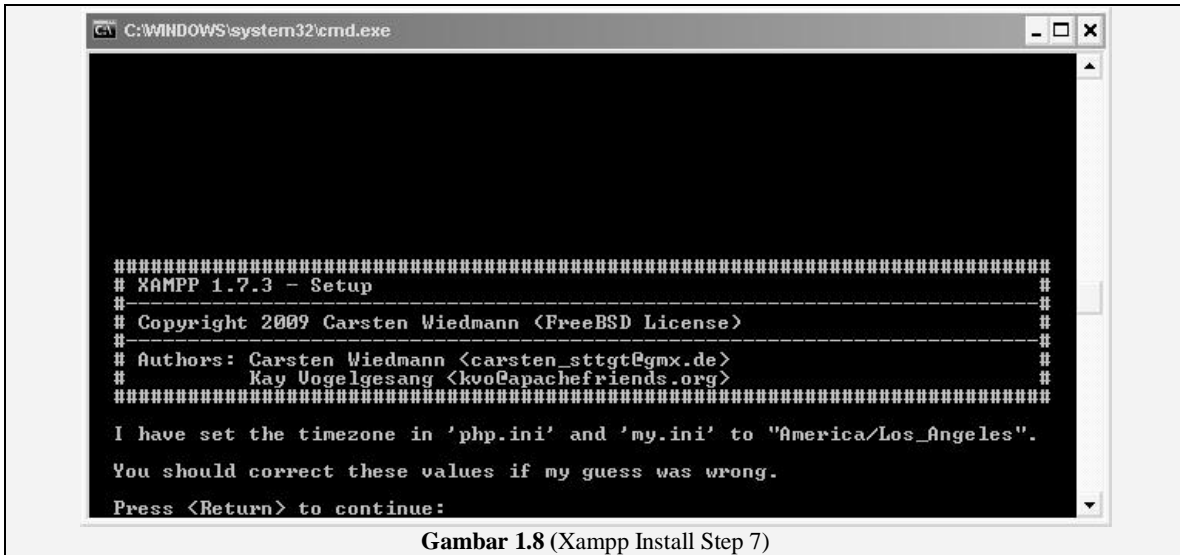 C:\WINDOWS\system32\cmd.exe
###########################################################################
# XAMPP 1.7.3 - Setup #
#-------------------------------------------------------------------------#
# Copyright 2009 Carsten Wiedmann (FreeBSD License) #
#-------------------------------------------------------------------------#
# Authors: Carsten Wiedmann <carsten_sttgt@gmx.de> #
# Kay Vogelgesang <kvo@apachefriends.org> #
###########################################################################
I have set the timezone in 'php.ini' and 'my.ini' to "America/Los_Angeles".
You should correct these values if my guess was wrong.
Press <Return> to continue:
Gambar 1.8 (Xampp Install Step 7)